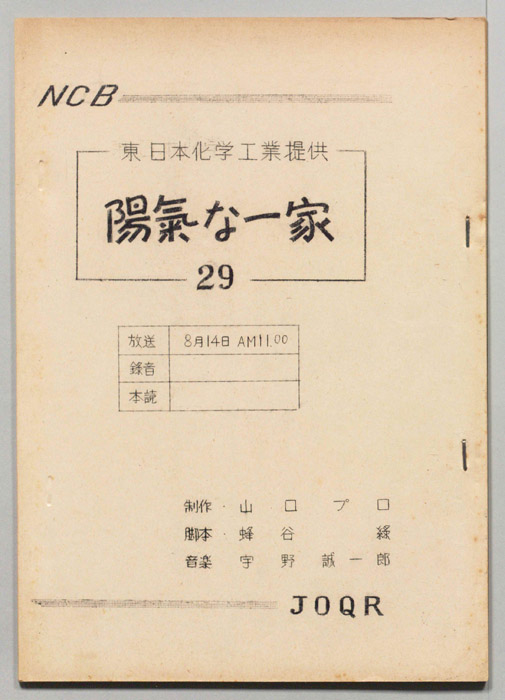 NCB
東日本化学工業提供
陽氣な一家
29
放送 8月14日 AM11.00
録音
本読
制作・山口プロ
脚本・蜂谷緑
音楽 宇野誠一郎
JOQR